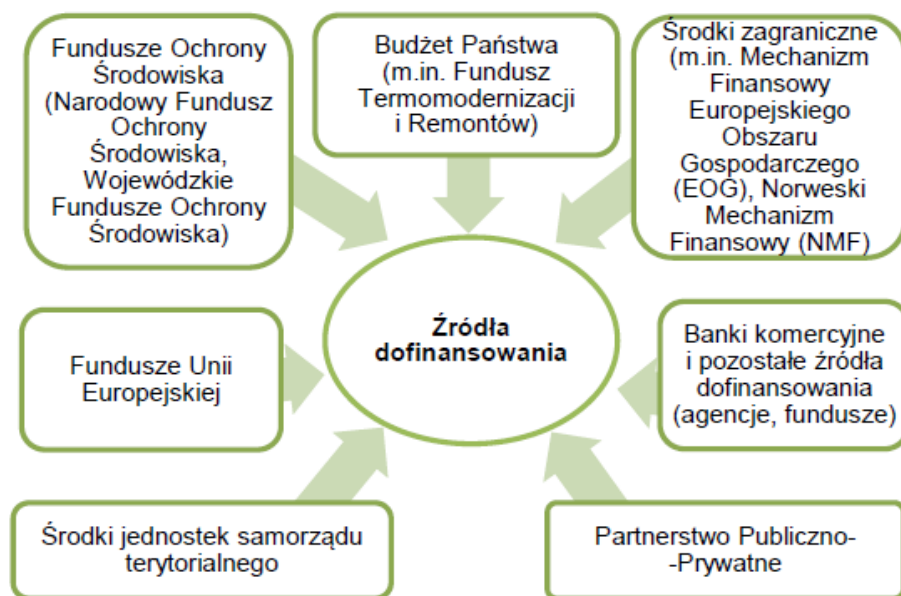 Fundusze Ochrony
Środowiska
(Narodowy Fundusz
Ochrony
Środowiska,
Wojewódzkie
Fundusze Ochrony
Środowiska)
Budżet Państwa
(m.in. Fundusz
Termomodernizacji
i Remontów)
Środki zagraniczne
(m.in. Mechanizm
Finansowy
Europejskiego
Obszaru
Gospodarczego
(EOG), Norweski
Mechanizm
Finansowy (NMF)
Źródła
dofinansowania
Fundusze Unii
Europejskiej
Banki komercyjne
i pozostałe źródła
dofinansowania
(agencje, fundusze)
Środki jednostek samorządu
terytorialnego
Partnerstwo Publiczno-
-Prywatne